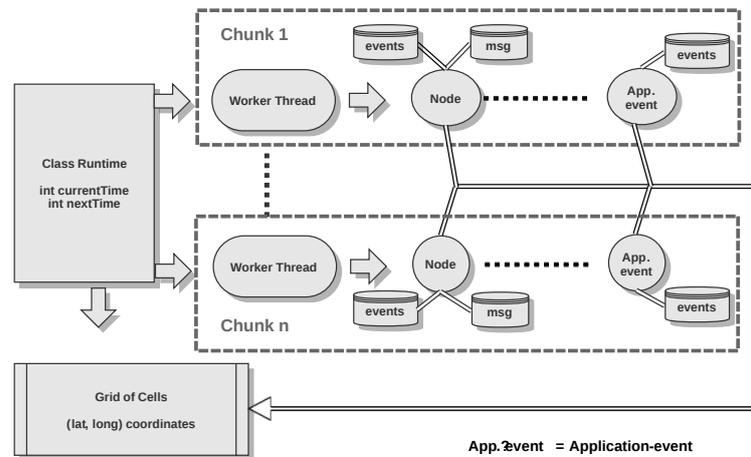 Chunk 1
events
msg
events
Worker Thread
Node
App.
event
Class Runtime
int currentTime
int nextTime
Worker Thread
Node
App.
event
events
msg
events
Chunk n
Grid of Cells
(lat, long) coordinates
App.?event = Application-event